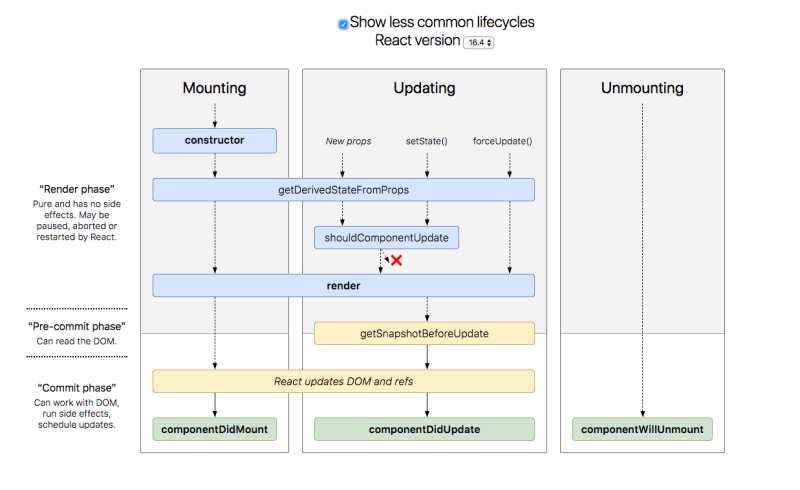 Show less common lifecycles
React version 16.4
Mounting
Updating
Unmounting
constructor
New props
setState()
forceUpdate()
"Render phase"
Pure and has no side
effects. May be
paused, aborted or
restarted by React.
getDerivedStateFromProps
shouldComponentUpdate
render
"Pre-commit phase"
Can read the DOM.
getSnapshotBeforeUpdate
"Commit phase"
Can work with DOM,
run side effects,
schedule updates.
React updates DOM and refs
componentDidMount
componentDidUpdate
componentWillUnmount